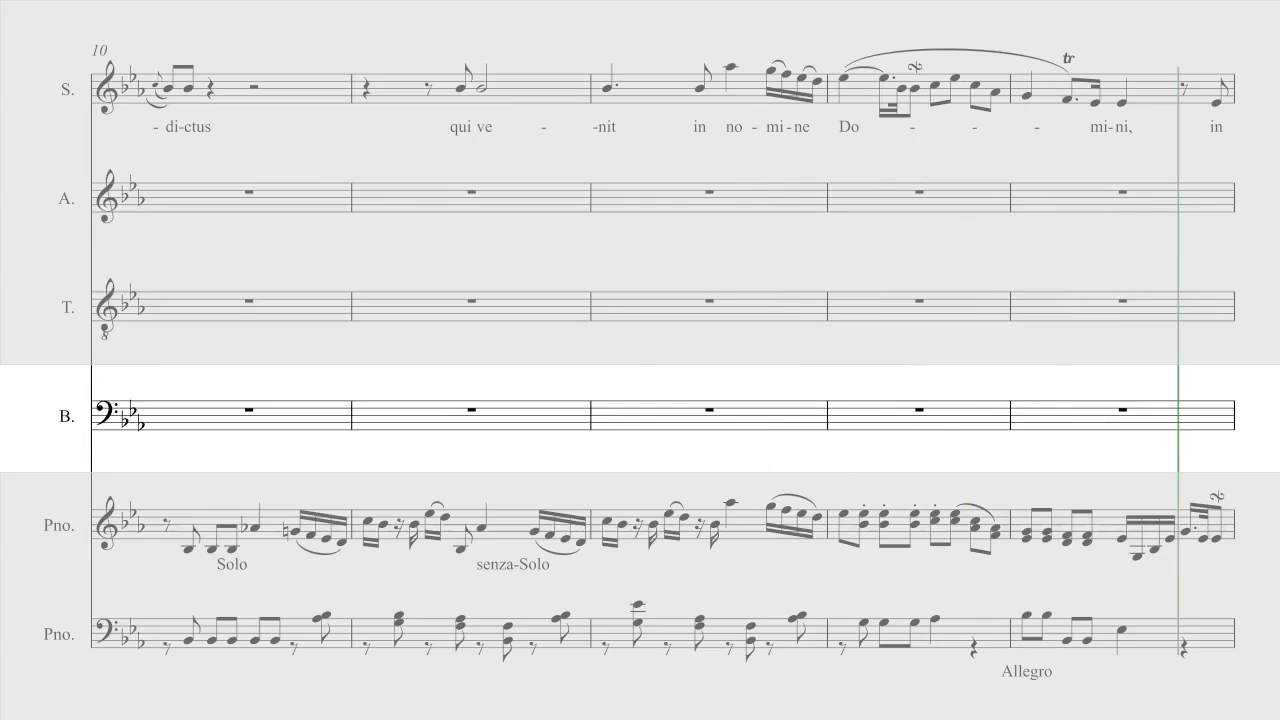 10
S.
- di-ctus qui ve - -nit in no - mi - ne Do - - - mi-ni, in
tr
A.
T.
8
B.
Pno.
Solo senza-Solo
Pno.
Allegro